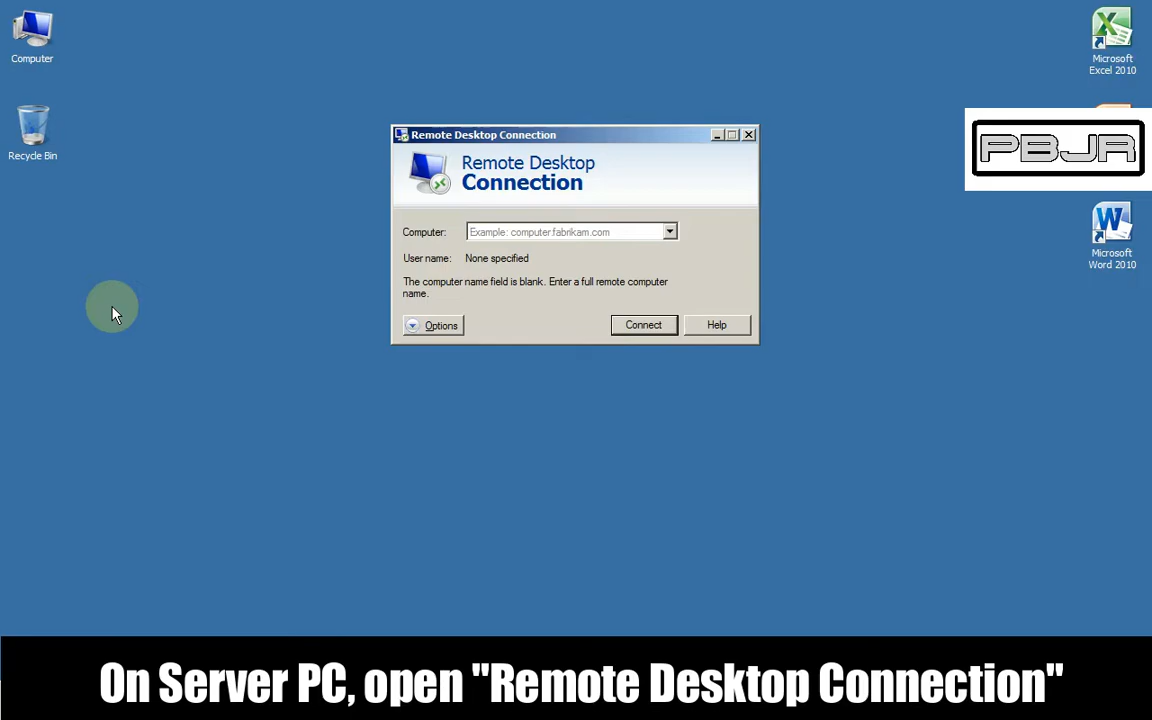 Computer
Recycle Bin
Microsoft
Excel 2010
PBJR
Microsoft
Word 2010
Remote Desktop Connection
Remote Desktop
Connection
Computer:
Example: computer.fabrikam.com
User name: None specified
The computer name field is blank. Enter a full remote computer
name.
Options
Connect
Help
On Server PC, open "Remote Desktop Connection"